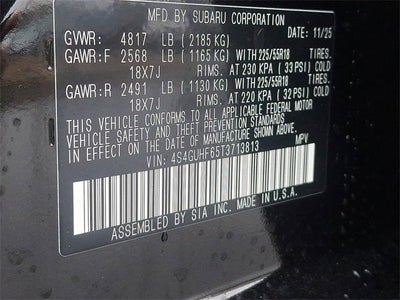 MFD. BY SUBARU CORPORATION DATE: 11/25
GVWR: 4817 LB (2185 KG)
GAWR:F 2568 LB (1165 KG) WITH 225/55R18 TIRES.
18X7J RIMS. AT 230 KPA (33 PSI) COLD
GAWR:R 2491 LB (1130 KG) WITH 225/55R18 TIRES.
18X7J RIMS. AT 220 KPA (32 PSI) COLD
THIS VEHICLE CONFORMS TO ALL APPLICABLE FEDERAL MOTOR
VEHICLE SAFETY AND THEFT PREVENTION STANDARDS
IN EFFECT ON THE DATE OF MANUFACTURE SHOWN ABOVE.
VIN: 4S4GUHF65T3713813 MPV
ASSEMBLED BY SIA INC. MADE IN U.S.A.